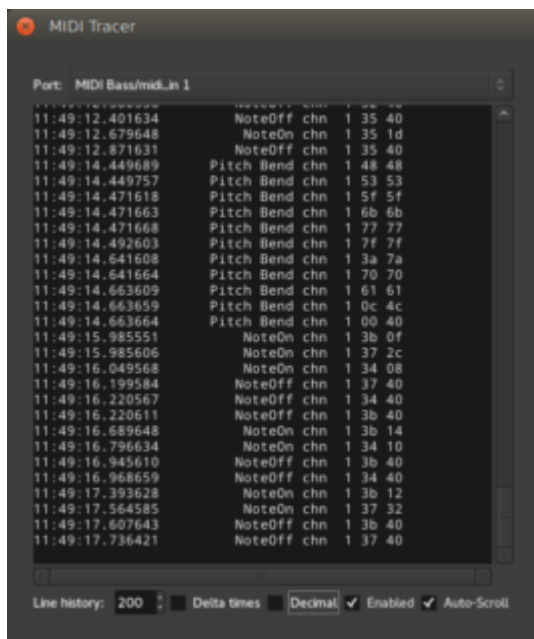 MIDI Tracer
Port: MIDI Bass/midi_in 1
11:49:12.401634 NoteOff chn 1 35 40
11:49:12.679648 NoteOn chn 1 35 1d
11:49:12.871631 NoteOff chn 1 35 40
11:49:14.449689 Pitch Bend chn 1 48 48
11:49:14.449757 Pitch Bend chn 1 53 53
11:49:14.471618 Pitch Bend chn 1 5f 5f
11:49:14.471663 Pitch Bend chn 1 6b 6b
11:49:14.471668 Pitch Bend chn 1 77 77
11:49:14.492603 Pitch Bend chn 1 7f 7f
11:49:14.641608 Pitch Bend chn 1 3a 7a
11:49:14.641664 Pitch Bend chn 1 70 70
11:49:14.663609 Pitch Bend chn 1 61 61
11:49:14.663659 Pitch Bend chn 1 0c 4c
11:49:14.663664 Pitch Bend chn 1 00 40
11:49:15.985551 NoteOn chn 1 3b 0f
11:49:15.985606 NoteOn chn 1 37 2c
11:49:16.049568 NoteOn chn 1 34 08
11:49:16.199584 NoteOff chn 1 37 40
11:49:16.220567 NoteOff chn 1 34 40
11:49:16.220611 NoteOff chn 1 3b 40
11:49:16.689648 NoteOn chn 1 3b 14
11:49:16.796634 NoteOn chn 1 34 10
11:49:16.945610 NoteOff chn 1 3b 40
11:49:16.968659 NoteOff chn 1 34 40
11:49:17.393628 NoteOn chn 1 3b 12
11:49:17.564585 NoteOn chn 1 37 32
11:49:17.607643 NoteOff chn 1 3b 40
11:49:17.736421 NoteOff chn 1 37 40
Line history: 200 Delta times Decimal Enabled Auto-Scroll